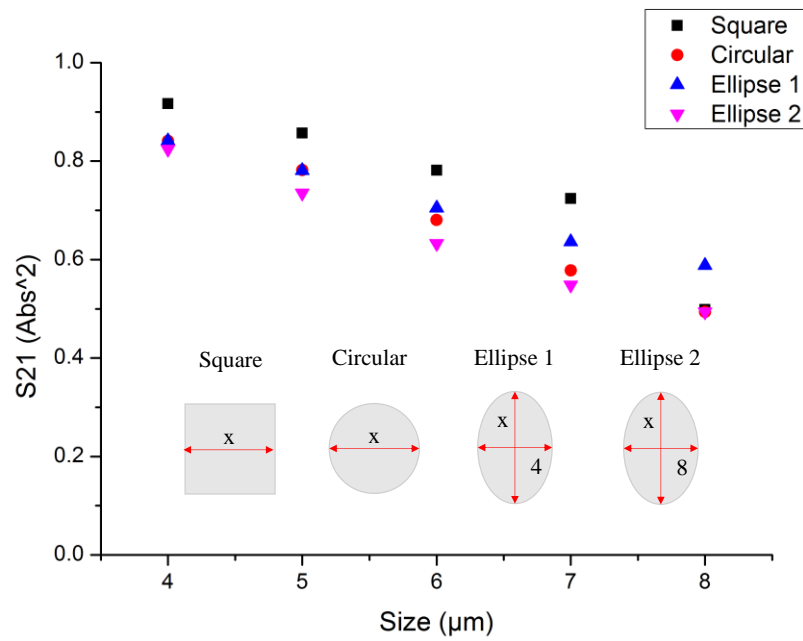 Square
Circular
Ellipse 1
Ellipse 2
1.0
0.8
0.6
0.4
0.2
0.0
S21 (Abs^2)
Square Circular Ellipse 1 Ellipse 2
x x x 4 x 8
4 5 6 7 8
Size (μm)